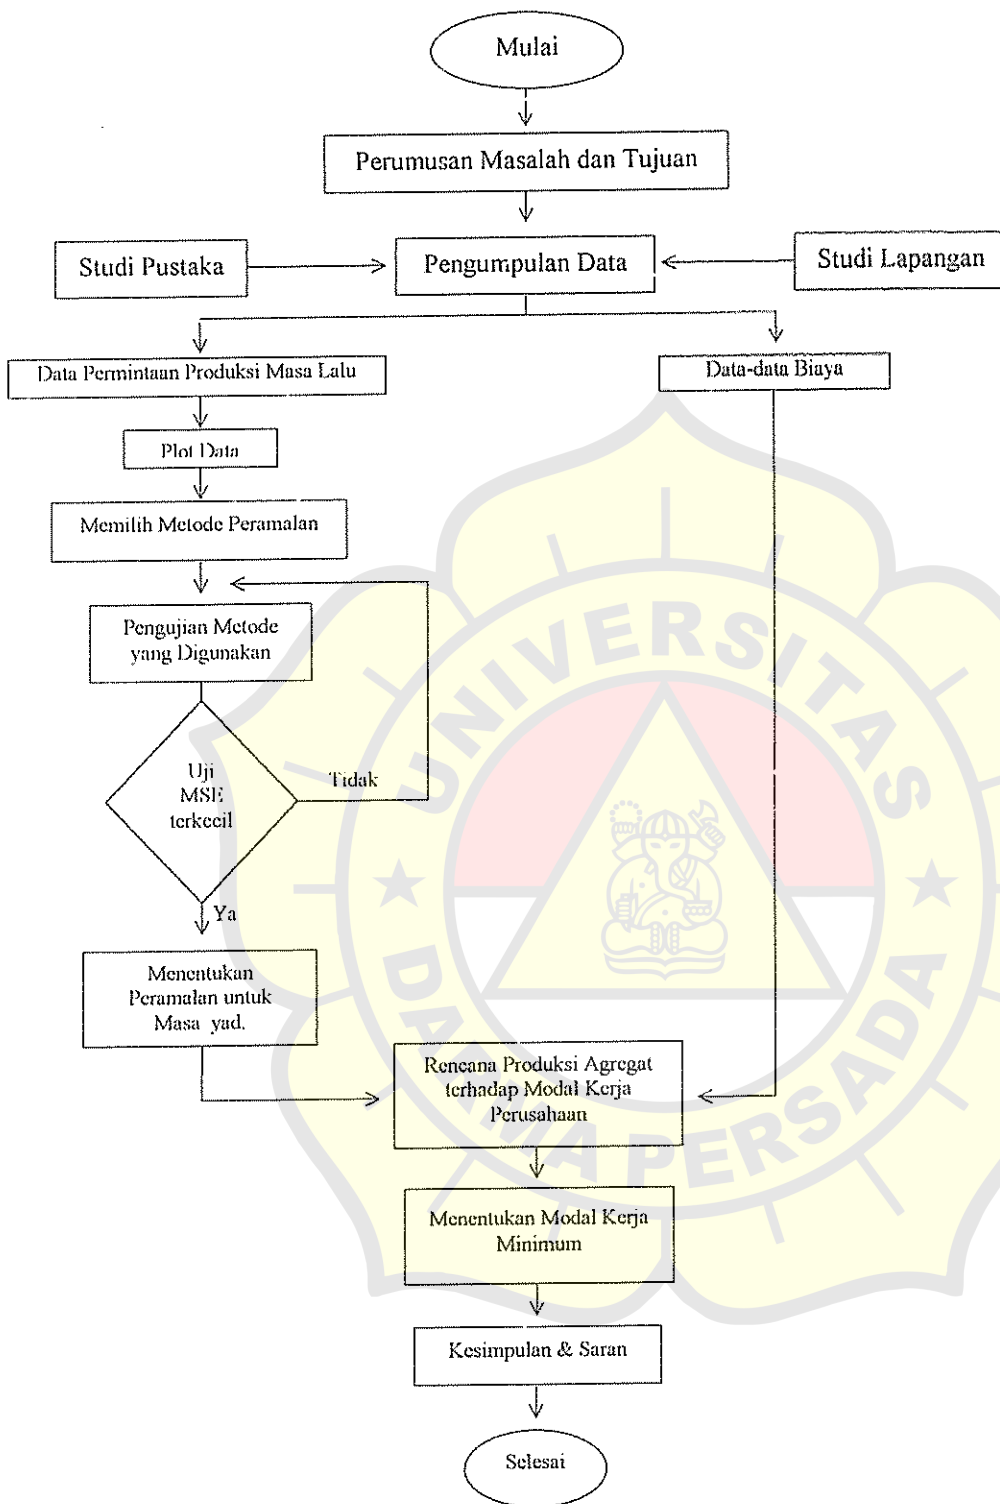 Mulai
Perumusan Masalah dan Tujuan
Studi Pustaka
Pengumpulan Data
Studi Lapangan
Data Permintaan Produksi Masa Lalu
Data-data Biaya
Plot Data
Memilih Metode Peramalan
Pengujian Metode
yang Digunakan
Uji
MSE
terkecil
Tidak
Ya
Menentukan
Peramalan untuk
Masa yad.
Rencana Produksi Agregat
terhadap Modal Kerja
Perusahaan
Menentukan Modal Kerja
Minimum
Kesimpulan & Saran
Selesai
UNIVERSITAS
DARMA PERSADA